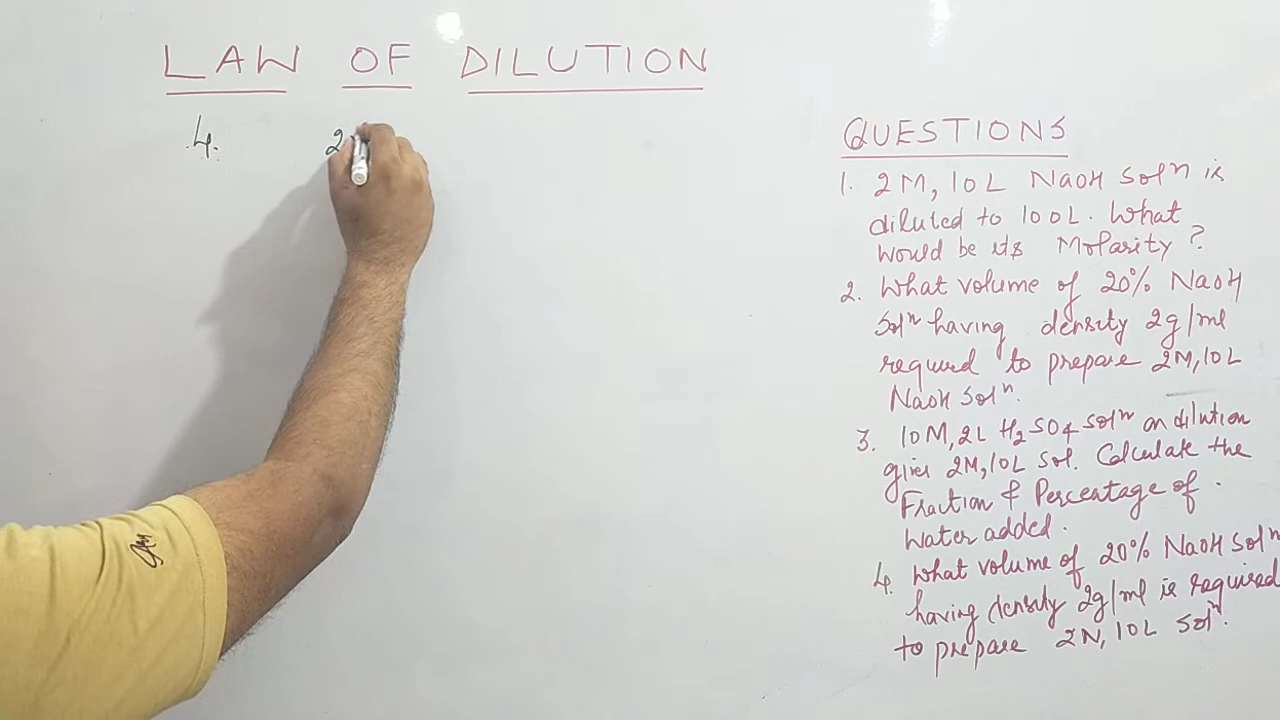 LAW OF DILUTION
4. 2
QUESTIONS
1. 2M, 10L NaOH Solⁿ is
diluted to 100L. What
would be its Molarity?
2. What volume of 20% NaOH
Solⁿ having density 2g/ml
required to prepare 2M, 10L
NaOH Solⁿ.
3. 10M, 2L H₂SO₄ solⁿ on dilution
gives 2M, 10L sol. Calculate the
Fraction & Percentage of
Water added.
4. What volume of 20% NaOH Solⁿ
having density 2g/ml is required
to prepare 2N, 10L Solⁿ.